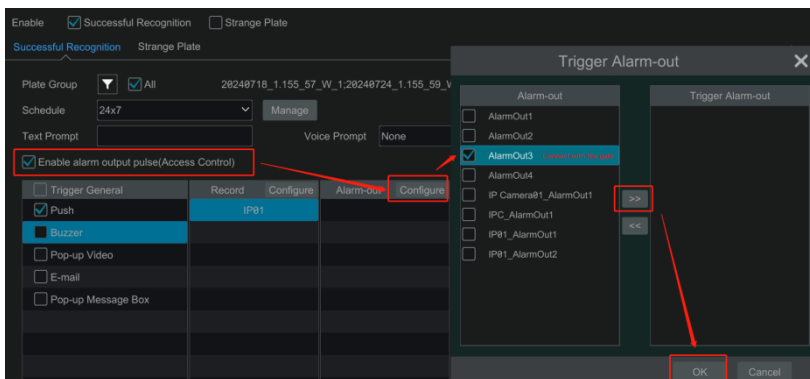 Enable Successful Recognition Strange Plate
Successful Recognition Strange Plate
Plate Group All 20240718_1.155_57_W_1;20240724_1.155_59_W
Schedule 24x7 Manage
Text Prompt Voice Prompt None
Enable alarm output pulse(Access Control)
Trigger General Record Configure Alarm-out Configure
Push IP01
Buzzer
Pop-up Video
E-mail
Pop-up Message Box
Trigger Alarm-out
Alarm-out Trigger Alarm-out
AlarmOut1
AlarmOut2
AlarmOut3 Connect with the gate
AlarmOut4
IP Camera01_AlarmOut1
IPC_AlarmOut1
IP01_AlarmOut1
IP01_AlarmOut2
>>
<<
OK Cancel